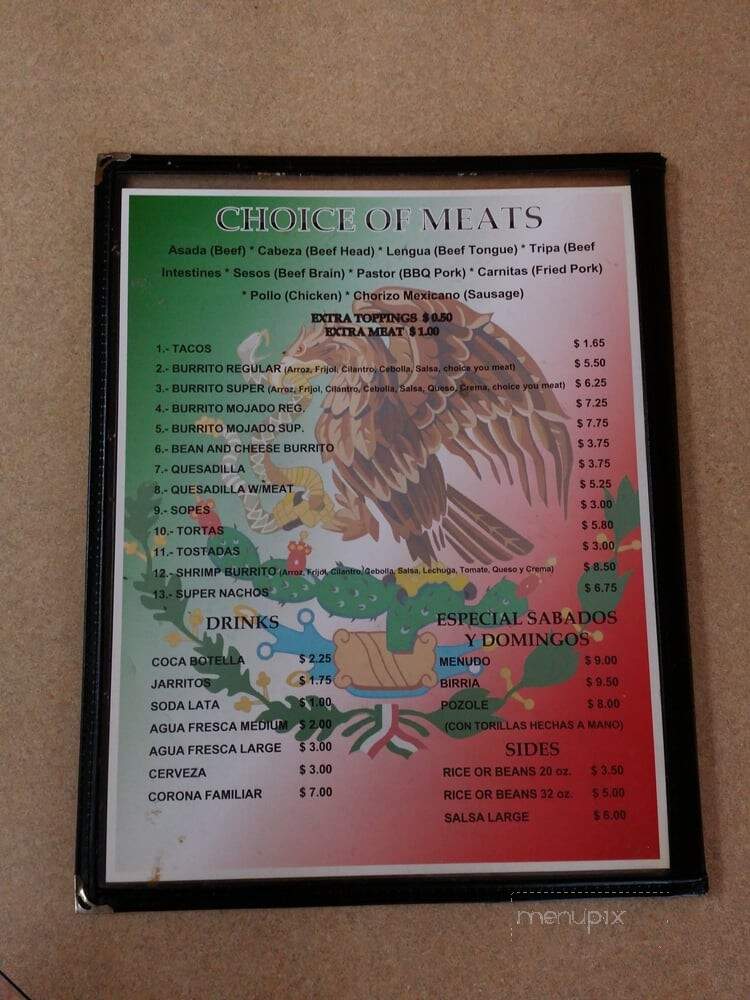 CHOICE OF MEATS
Asada (Beef) * Cabeza (Beef Head) * Lengua (Beef Tongue) * Tripa (Beef
Intestines * Sesos (Beef Brain) * Pastor (BBQ Pork) * Carnitas (Fried Pork)
* Pollo (Chicken) * Chorizo Mexicano (Sausage)
EXTRA TOPPINGS $ 0.50
EXTRA MEAT $ 1.00
1.- TACOS $ 1.65
2.- BURRITO REGULAR (Arroz, Frijol, Cilantro, Cebolla, Salsa, choice you meat) $ 5.50
3.- BURRITO SUPER (Arroz, Frijol, Cilantro, Cebolla, Salsa, Queso, Crema, choice you meat) $ 6.25
4.- BURRITO MOJADO REG. $ 7.25
5.- BURRITO MOJADO SUP. $ 7.75
6.- BEAN AND CHEESE BURRITO $ 3.75
7.- QUESADILLA $ 3.75
8.- QUESADILLA W/MEAT $ 5.25
9.- SOPES $ 3.00
10.- TORTAS $ 5.80
11.- TOSTADAS $ 3.00
12.- SHRIMP BURRITO (Arroz, Frijol, Cilantro, Cebolla, Salsa, Lechuga, Tomate, Queso y Crema) $ 8.50
13.- SUPER NACHOS $ 6.75
DRINKS
COCA BOTELLA $ 2.25
JARRITOS $ 1.75
SODA LATA $ 1.00
AGUA FRESCA MEDIUM $ 2.00
AGUA FRESCA LARGE $ 3.00
CERVEZA $ 3.00
CORONA FAMILIAR $ 7.00
ESPECIAL SABADOS
Y DOMINGOS
MENUDO $ 9.00
BIRRIA $ 9.50
POZOLE $ 8.00
(CON TORILLAS HECHAS A MANO)
SIDES
RICE OR BEANS 20 oz. $ 3.50
RICE OR BEANS 32 oz. $ 5.00
SALSA LARGE $ 6.00
menupix